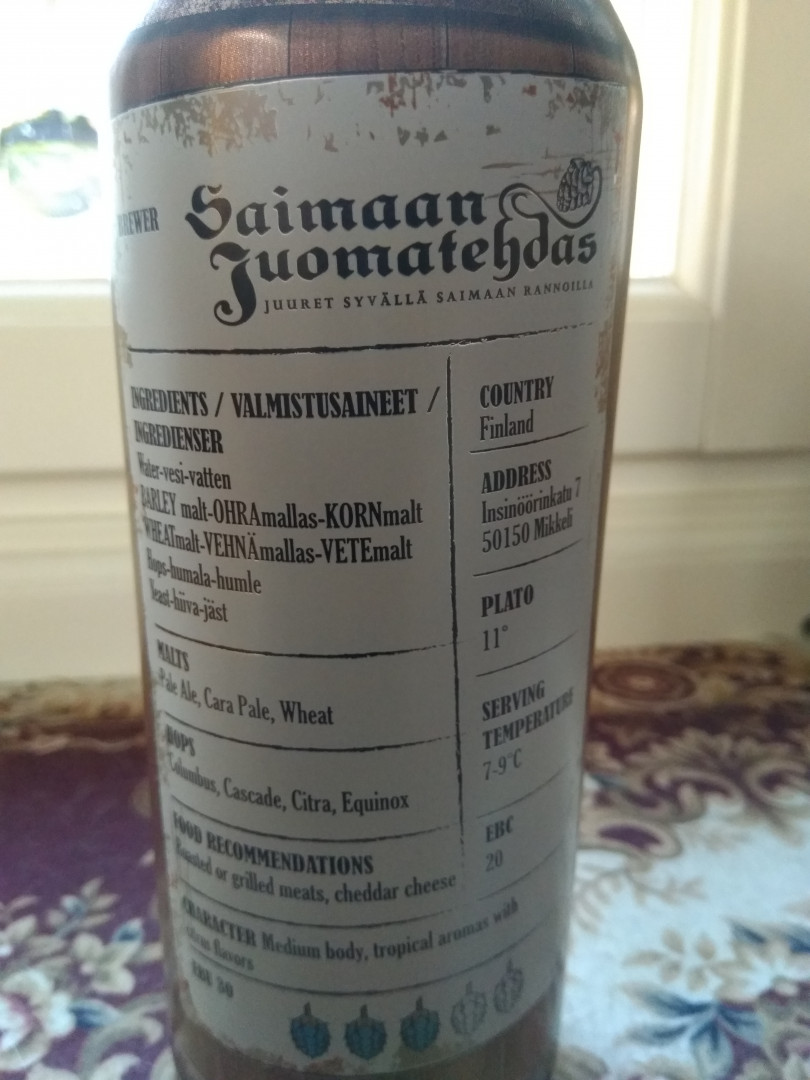 BREWER
Saimaan
Juomatehdas
JUURET SYVÄLLÄ SAIMAAN RANNOILLA
INGREDIENTS / VALMISTUSAINEET /
INGREDIENSER
Water-vesi-vatten
BARLEY malt-OHRAmallas-KORNmalt
WHEATmalt-VEHNÄmallas-VETEmalt
Hops-humala-humle
Yeast-hiiva-jäst
MALTS
Pale Ale, Cara Pale, Wheat
HOPS
Columbus, Cascade, Citra, Equinox
FOOD RECOMMENDATIONS
Roasted or grilled meats, cheddar cheese
CHARACTER Medium body, tropical aromas with
citrus flavors
EBU 30
COUNTRY
Finland
ADDRESS
Insinöörinkatu 7
50150 Mikkeli
PLATO
11°
SERVING
TEMPERATURE
7-9°C
EBC
20